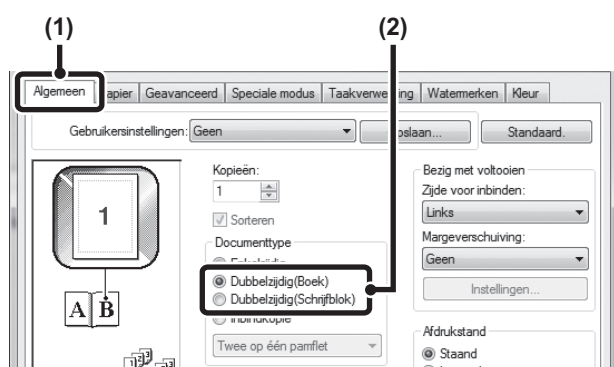 (1) (2)
Algemeen apier Geavanceerd Speciale modus Taakverwe ing Watermerken Kleur
Gebruikersinstellingen: Geen slaan... Standaard.
Kopieën: Bezig met voltooien
1 Zijde voor inbinden:
Sorteren Links
1 Margeverschuiving:
Documenttype Geen
Dubbelzijdig(Boek) Instellingen...
Dubbelzijdig(Schrijfblok)
A B
Inbindkopie Afdrukstand
Twee op één pamflet Staand